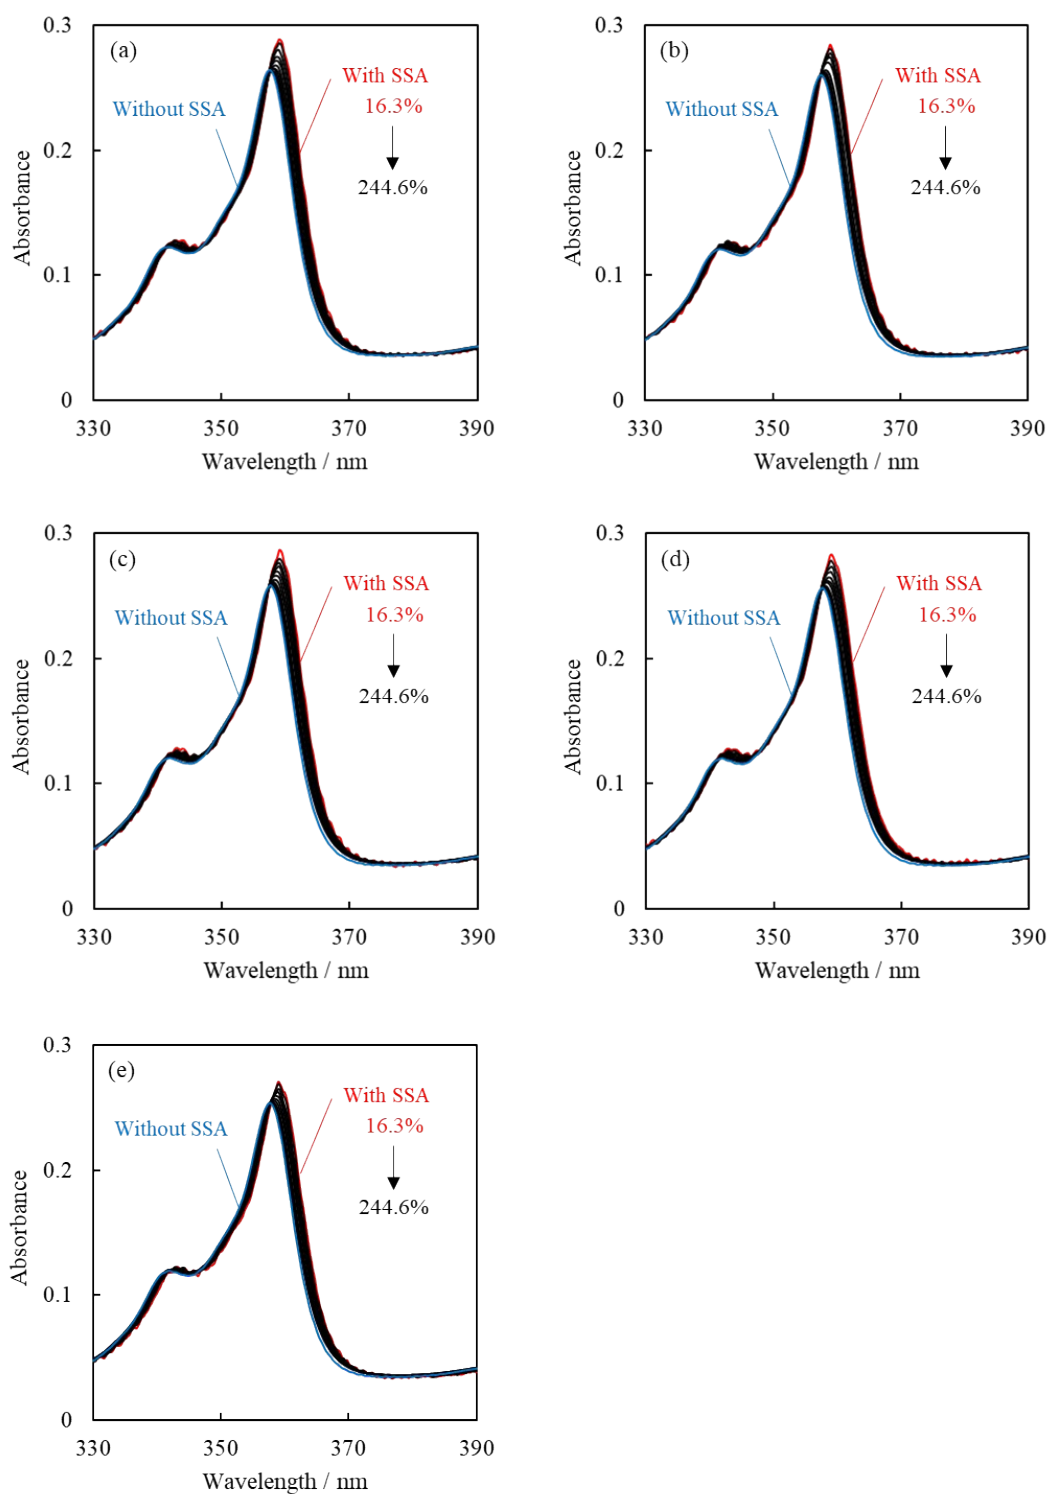 (a)
0.3
0.2
0.1
0
Absorbance
Without SSA
With SSA
16.3%
244.6%
330
350
370
390
Wavelength / nm
(b)
0.3
0.2
0.1
0
Absorbance
Without SSA
With SSA
16.3%
244.6%
330
350
370
390
Wavelength / nm
(c)
0.3
0.2
0.1
0
Absorbance
Without SSA
With SSA
16.3%
244.6%
330
350
370
390
Wavelength / nm
(d)
0.3
0.2
0.1
0
Absorbance
Without SSA
With SSA
16.3%
244.6%
330
350
370
390
Wavelength / nm
(e)
0.3
0.2
0.1
0
Absorbance
Without SSA
With SSA
16.3%
244.6%
330
350
370
390
Wavelength / nm